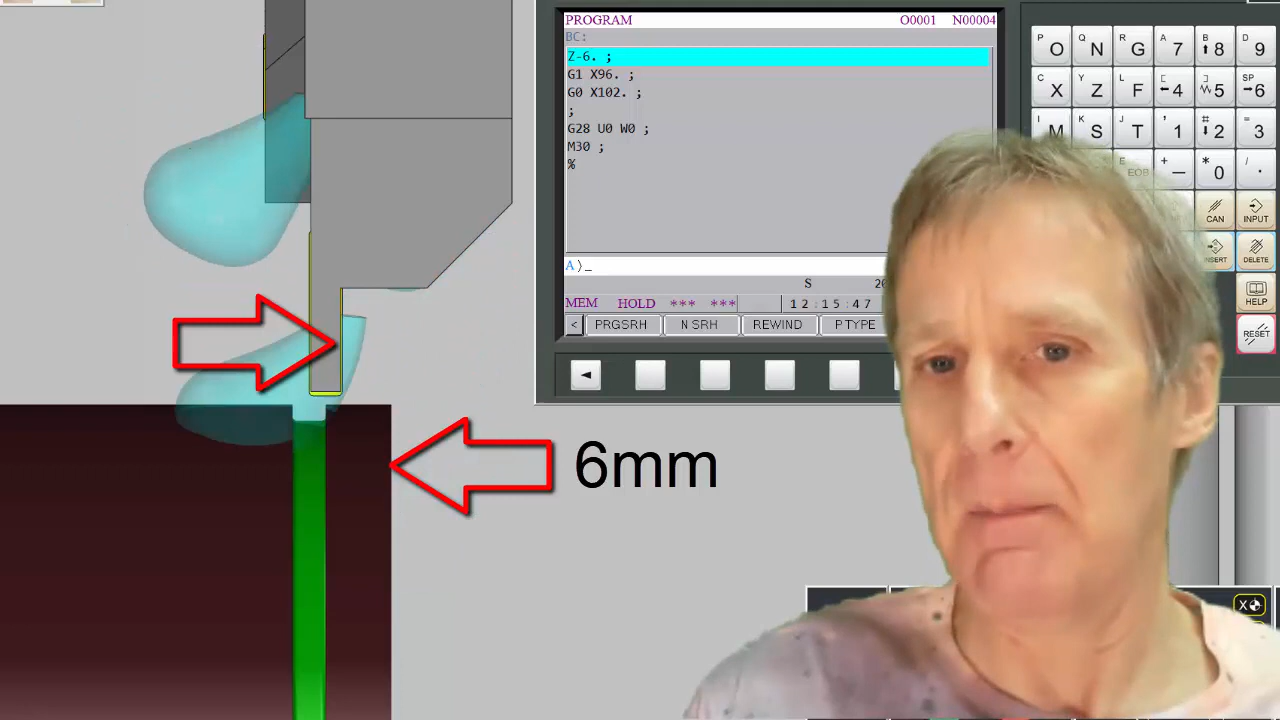 PROGRAM O0001 N00004
BC:
Z-6. ;
G1 X96. ;
G0 X102. ;
;
G28 U0 W0 ;
M30 ;
%
A)_
S 20
MEM HOLD *** *** 12:15:47
< PRGSRH N SRH REWIND P TYPE
◄
P O Q N R G A 7 B 8 D 9
C X Y Z L F [ 4 ] 5 SP 6
I M K S J T ' 1 # 2 = 3
E EOB + - * 0 / .
CAN INPUT
INSERT DELETE
HELP
RESET
6mm
X